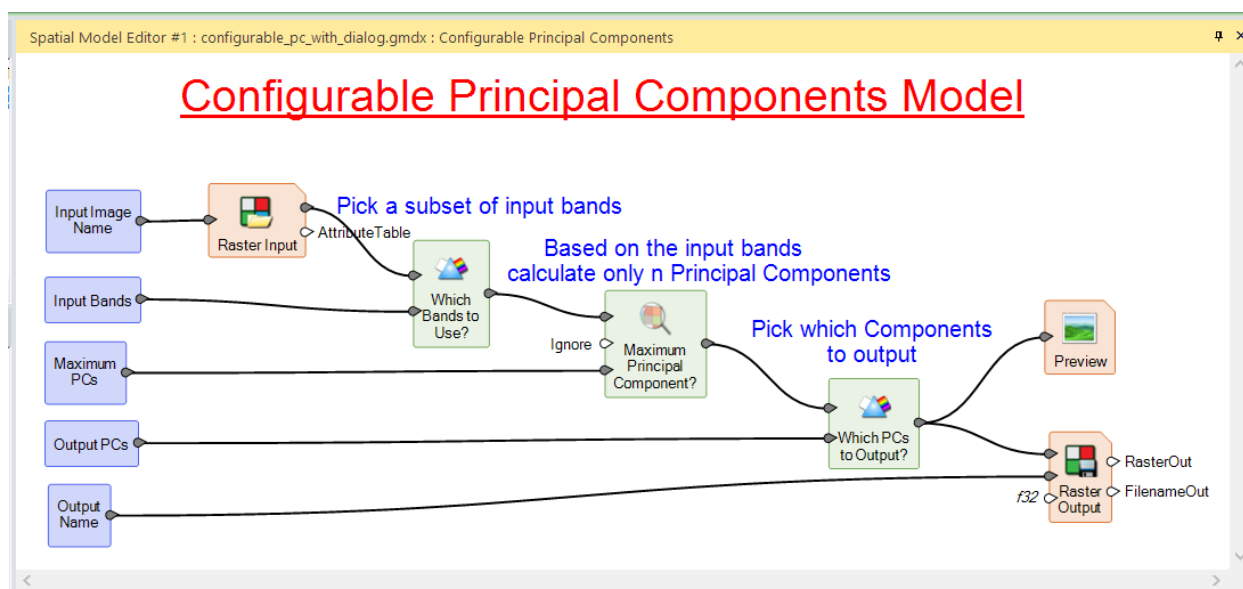 Spatial Model Editor #1 : configurable_pc_with_dialog.gmdx : Configurable Principal Components
Configurable Principal Components Model
Input Image
Name
Raster Input
AttributeTable
Pick a subset of input bands
Input Bands
Which
Bands to
Use?
Based on the input bands
calculate only n Principal Components
Maximum
PCs
Ignore
Maximum
Principal
Component?
Pick which Components
to output
Preview
Output PCs
Which PCs
to Output?
Output
Name
f32
Raster
Output
RasterOut
FilenameOut